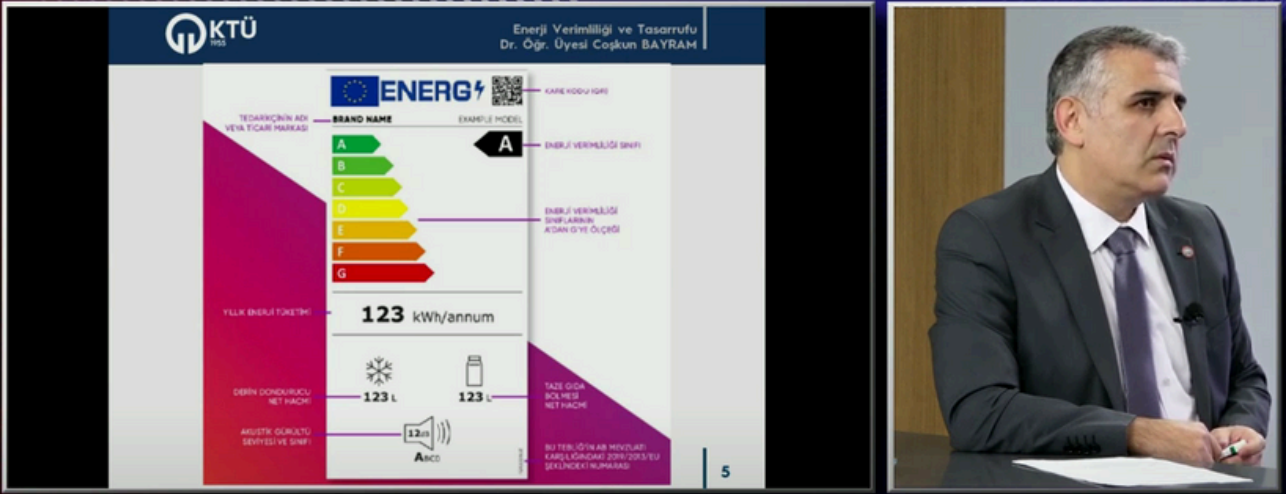 KTÜ
1955
Enerji Verimliliği ve Tasarrufu
Dr. Öğr. Üyesi Coşkun BAYRAM
ENERG
KARE KODU (QR)
TEDARİKÇİNİN ADI
VEYA TİCARİ MARKASI
BRAND NAME
EXAMPLE MODEL
A
A
ENERJİ VERİMLİLİĞİ SINIFI
B
C
D
ENERJİ VERİMLİLİĞİ
SINIFLARININ
A'DAN G'YE ÖLÇEĞİ
E
F
G
YILLIK ENERJİ TÜKETİMİ
123 kWh/annum
DERİN DONDURUCU
NET HACMİ
123 L
123 L
TAZE GIDA
BÖLMESİ
NET HACMİ
AKUSTİK GÜRÜLTÜ
SEVİYESİ VE SINIFI
12dB
ABCD
BU TEBLİĞ'İN AB MEVZUATI
KARŞILIĞINDAKİ 2019/2013/EU
ŞEKLİNDEKİ NUMARASI
5